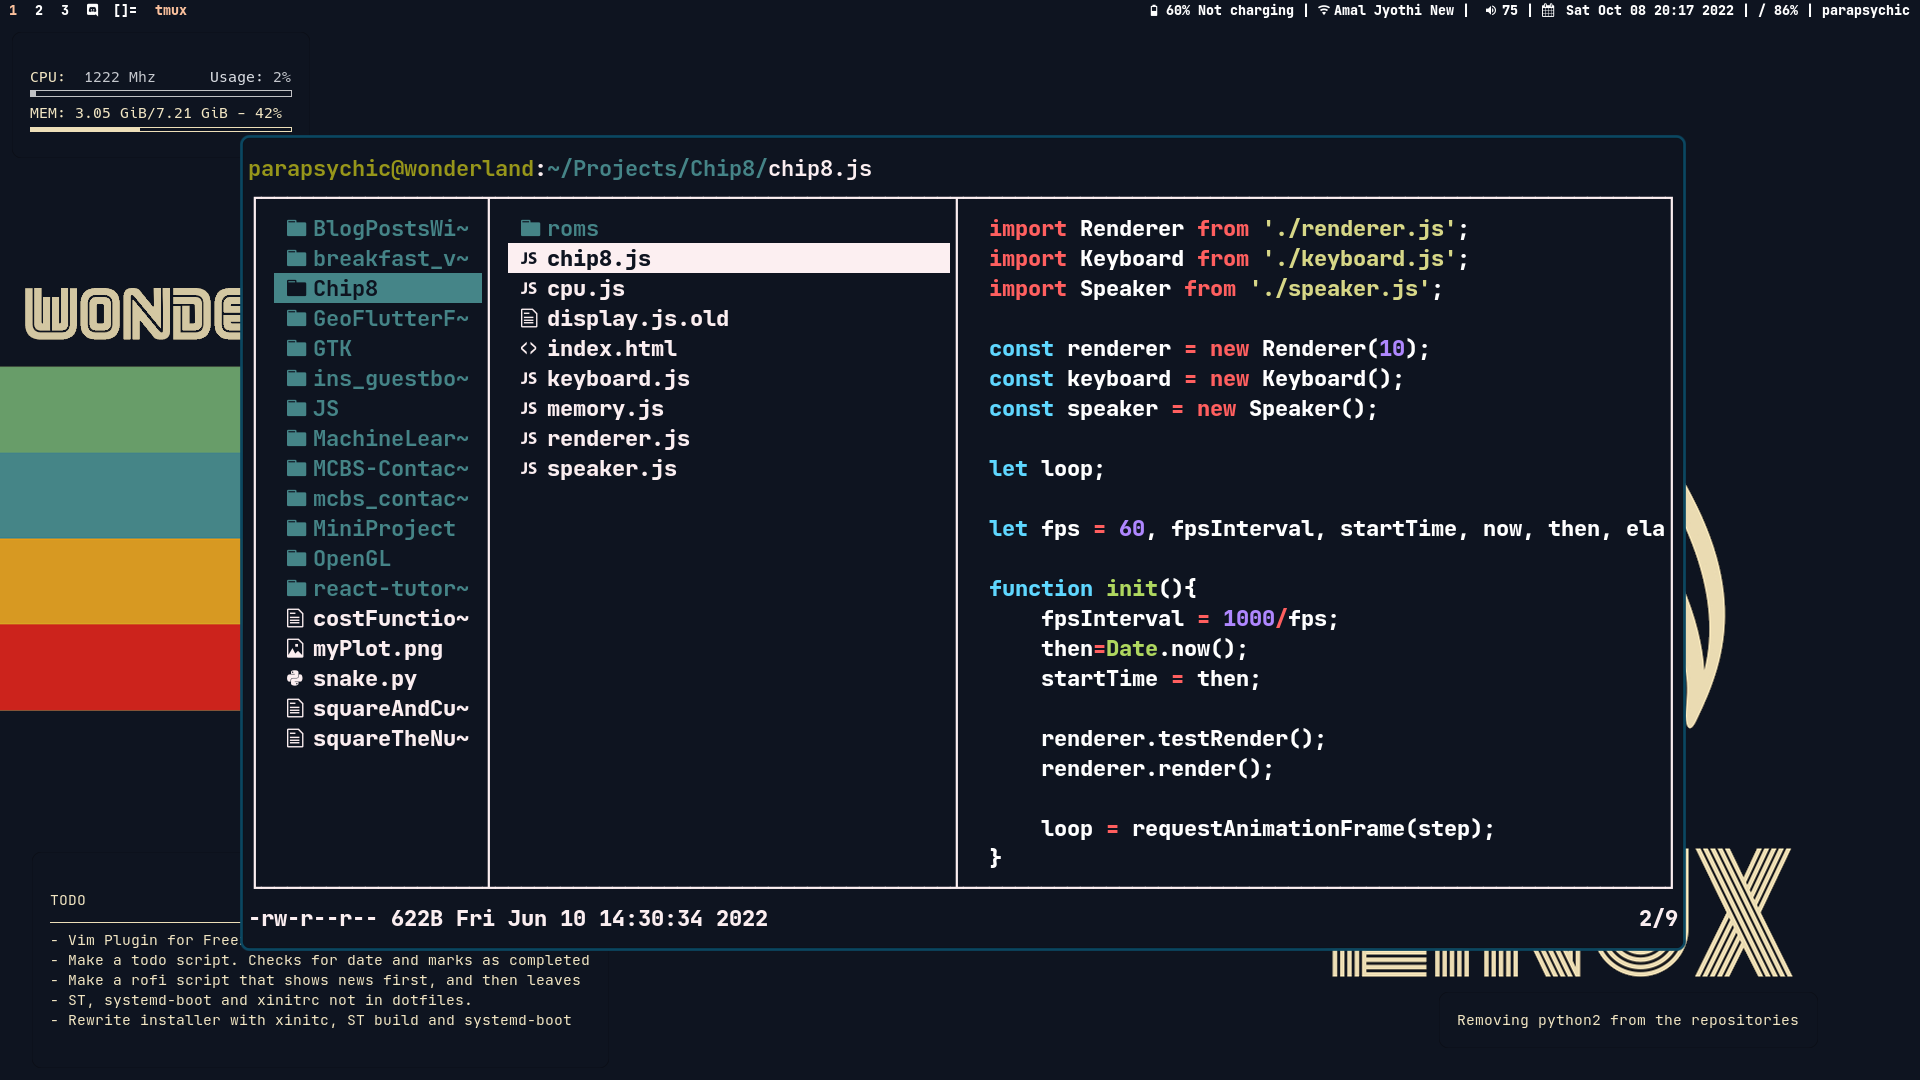 1 2 3 []= tmux
60% Not charging | Amal Jyothi New | 75 | Sat Oct 08 20:17 2022 | / 86% | parapsychic
CPU: 1222 Mhz Usage: 2%
MEM: 3.05 GiB/7.21 GiB - 42%
parapsychic@wonderland:~/Projects/Chip8/chip8.js
BlogPostsWi~
breakfast_v~
Chip8
GeoFlutterF~
GTK
ins_guestbo~
JS
MachineLear~
MCBS-Contac~
mcbs_contac~
MiniProject
OpenGL
react-tutor~
costFunctio~
myPlot.png
snake.py
squareAndCu~
squareTheNu~
roms
JS chip8.js
JS cpu.js
display.js.old
<> index.html
JS keyboard.js
JS memory.js
JS renderer.js
JS speaker.js
import Renderer from './renderer.js';
import Keyboard from './keyboard.js';
import Speaker from './speaker.js';
const renderer = new Renderer(10);
const keyboard = new Keyboard();
const speaker = new Speaker();
let loop;
let fps = 60, fpsInterval, startTime, now, then, ela
function init(){
fpsInterval = 1000/fps;
then=Date.now();
startTime = then;
renderer.testRender();
renderer.render();
loop = requestAnimationFrame(step);
}
-rw-r--r-- 622B Fri Jun 10 14:30:34 2022 2/9
WONDE
TODO
- Vim Plugin for Free
- Make a todo script. Checks for date and marks as completed
- Make a rofi script that shows news first, and then leaves
- ST, systemd-boot and xinitrc not in dotfiles.
- Rewrite installer with xinitc, ST build and systemd-boot
LINUX
Removing python2 from the repositories